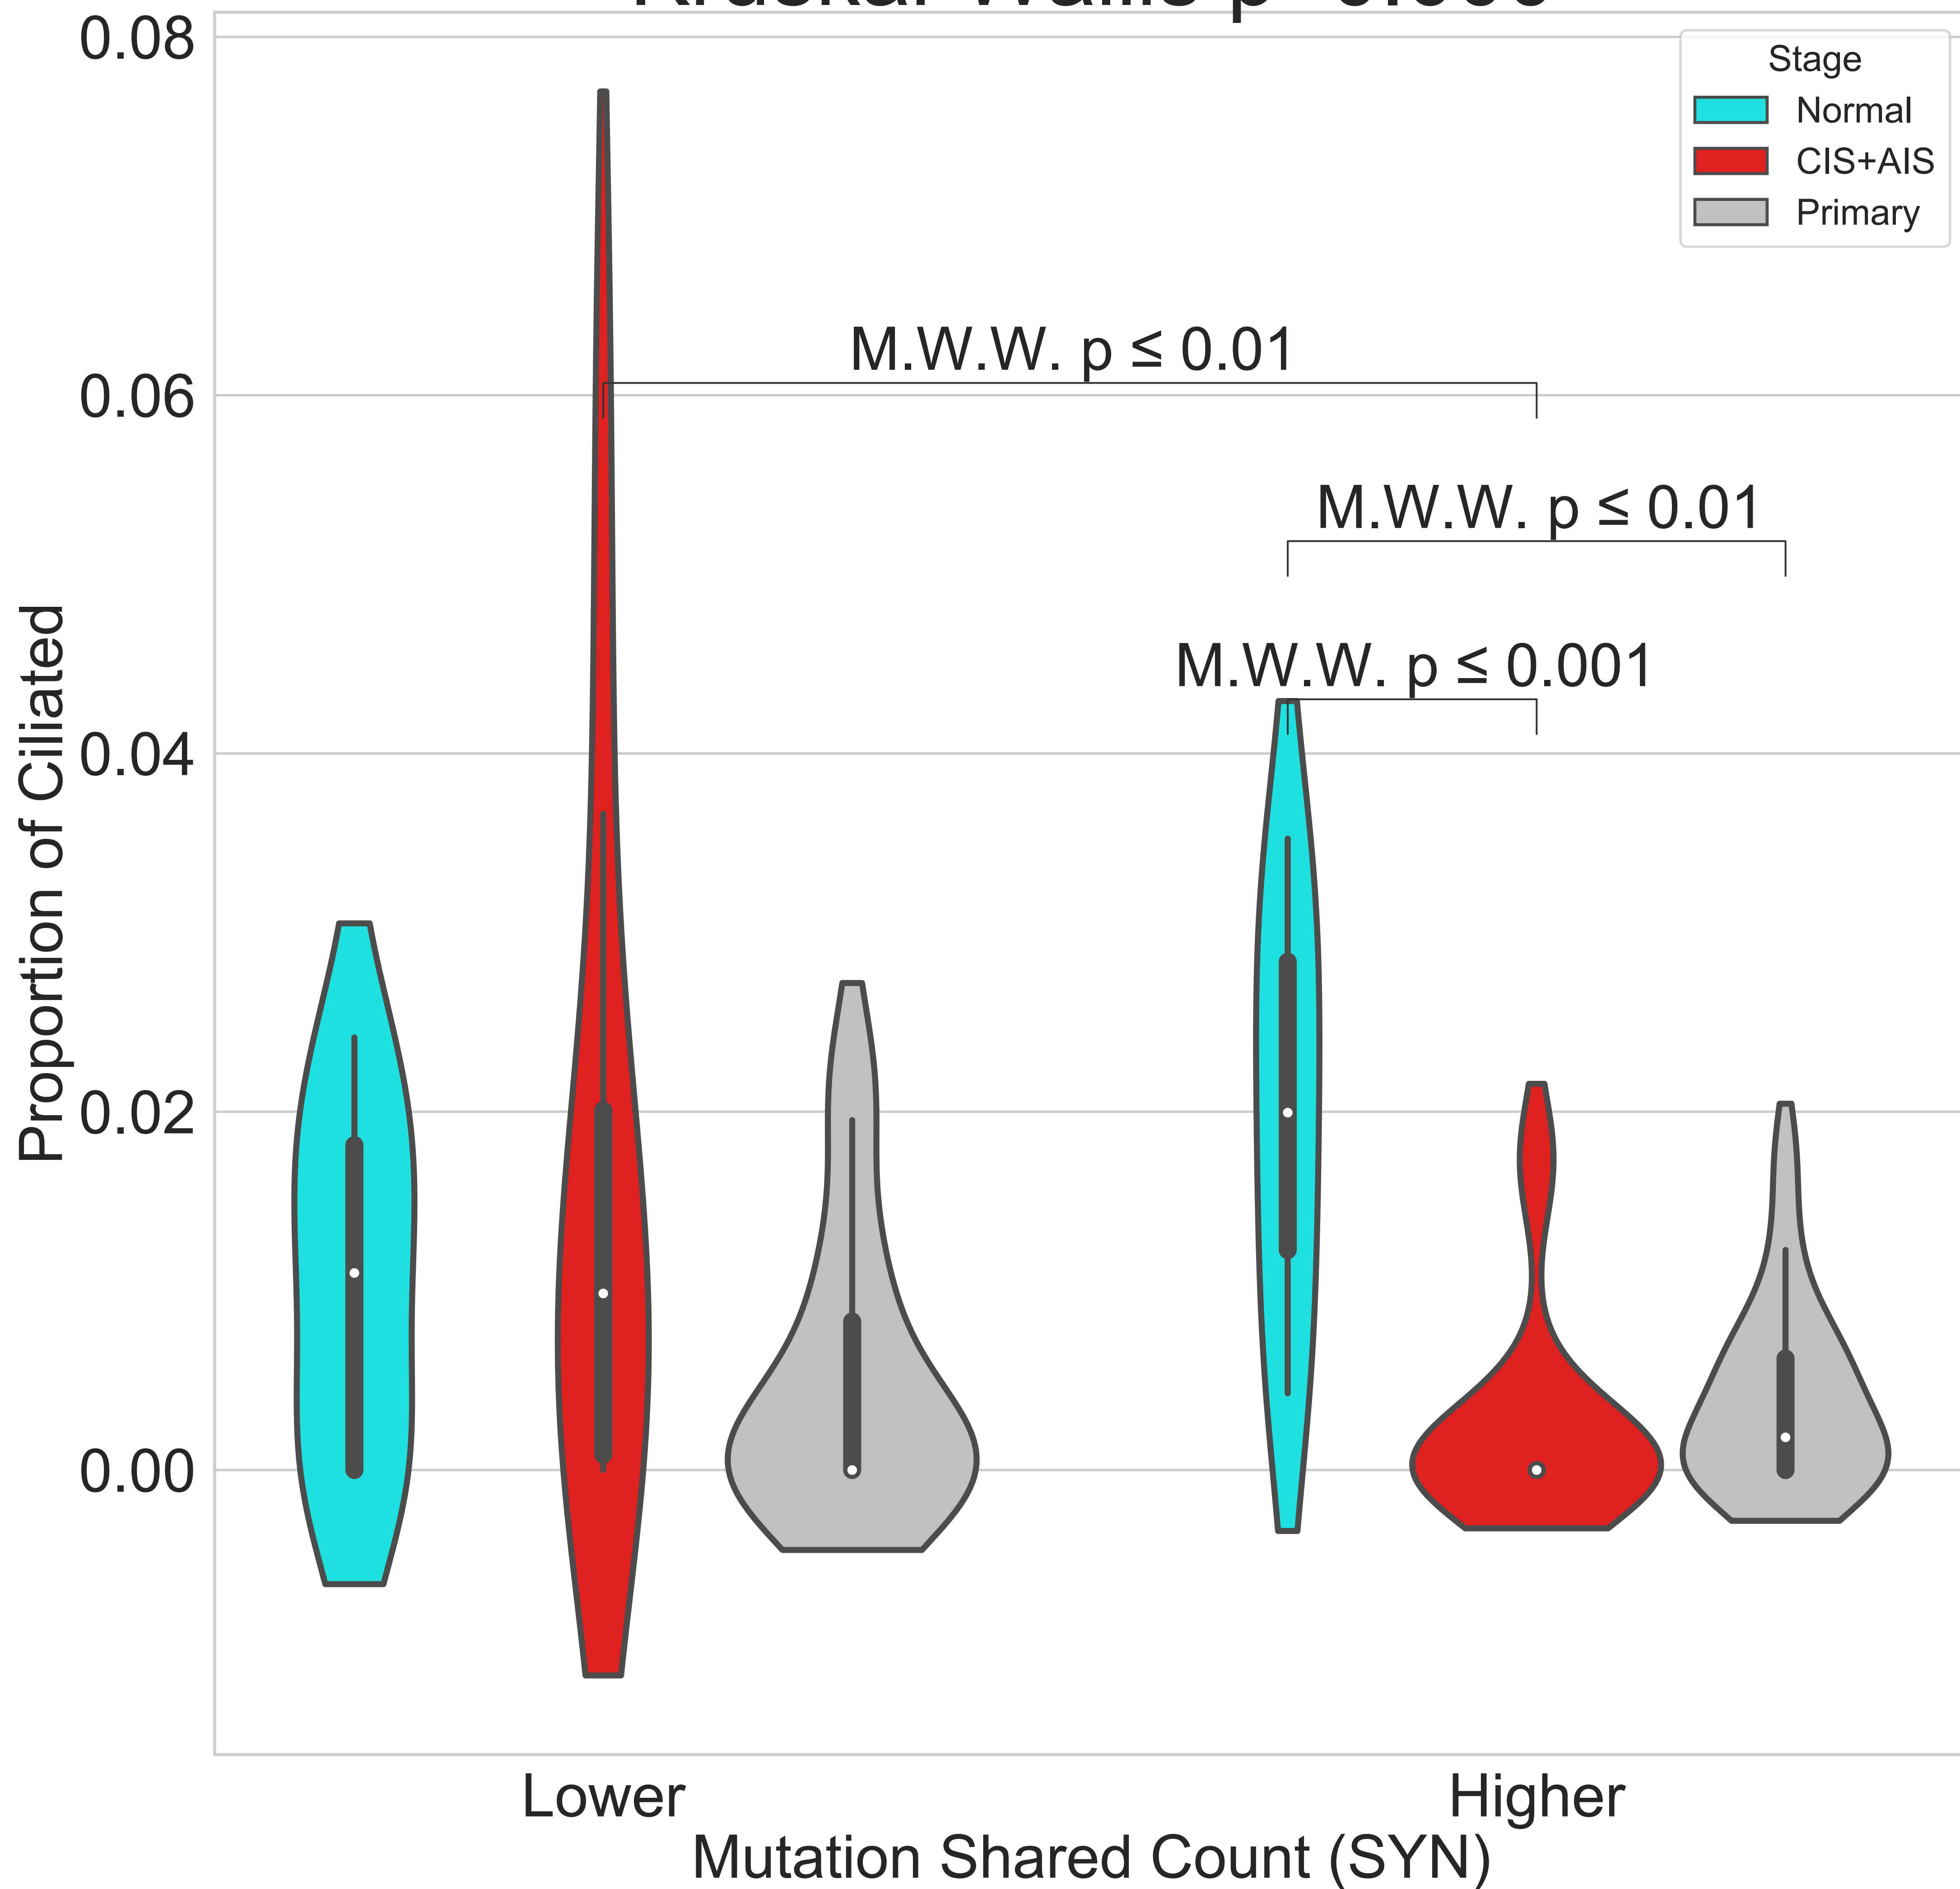 0.08
0.06
0.04
0.02
0.00
Proportion of Ciliated
Stage
Normal
CIS+AIS
Primary
M.W.W. p ≤ 0.01
M.W.W. p ≤ 0.01
M.W.W. p ≤ 0.001
Lower
Higher
Mutation Shared Count (SYN)